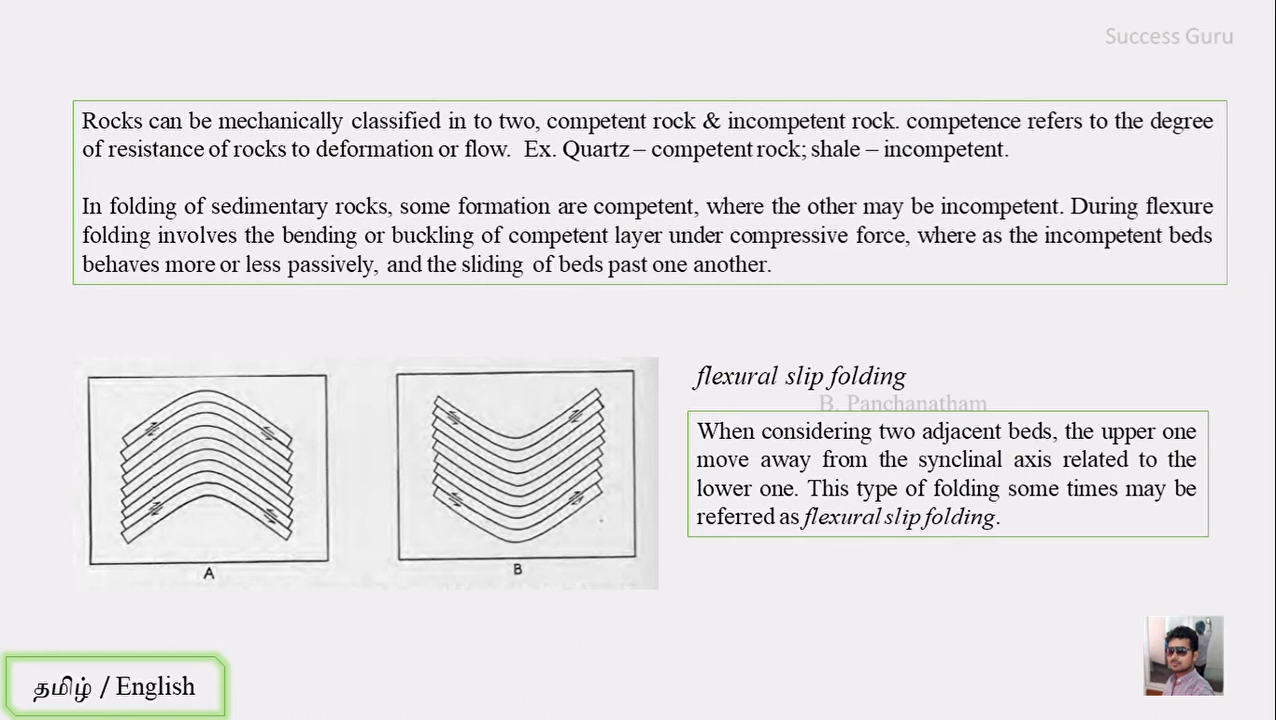 Success Guru
Rocks can be mechanically classified in to two, competent rock & incompetent rock. competence refers to the degree
of resistance of rocks to deformation or flow. Ex. Quartz – competent rock; shale – incompetent.
In folding of sedimentary rocks, some formation are competent, where the other may be incompetent. During flexure
folding involves the bending or buckling of competent layer under compressive force, where as the incompetent beds
behaves more or less passively, and the sliding of beds past one another.
flexural slip folding
B. Panchanatham
When considering two adjacent beds, the upper one
move away from the synclinal axis related to the
lower one. This type of folding some times may be
referred as flexural slip folding.
A
B
தமிழ் / English